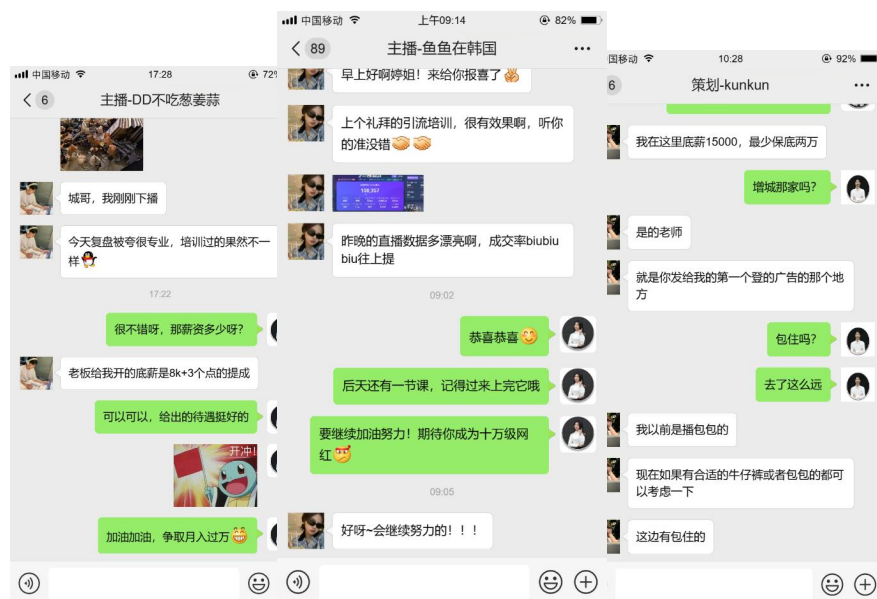 中国移动
17:28
72%
6
主播-DD不吃葱姜蒜
城哥，我刚刚下播
今天复盘被夸很专业，培训过的果然不一
样
17:22
很不错呀，那薪资多少呀？
老板给我开的底薪是8k+3个点的提成
可以可以，给出的待遇挺好的
开冲！
加油加油，争取月入过万
中国移动
上午09:14
82%
89
主播-鱼鱼在韩国
早上好啊婷姐！来给你报喜了
上个礼拜的引流培训，很有效果啊，听你
的准没错
108,357
昨晚的直播数据多漂亮啊，成交率biubiu
biu往上提
09:02
恭喜恭喜
后天还有一节课，记得过来上完它哦
要继续加油努力！期待你成为十万级网
红
09:05
好呀~会继续努力的！！！
国移动
10:28
92%
6
策划-kunkun
我在这里底薪15000，最少保底两万
增城那家吗？
是的老师
就是你发给我的第一个登的广告的那个地
方
包住吗？
去了这么远
我以前是播包包的
现在如果有合适的牛仔裤或者包包的都可
以考虑一下
这边有包住的